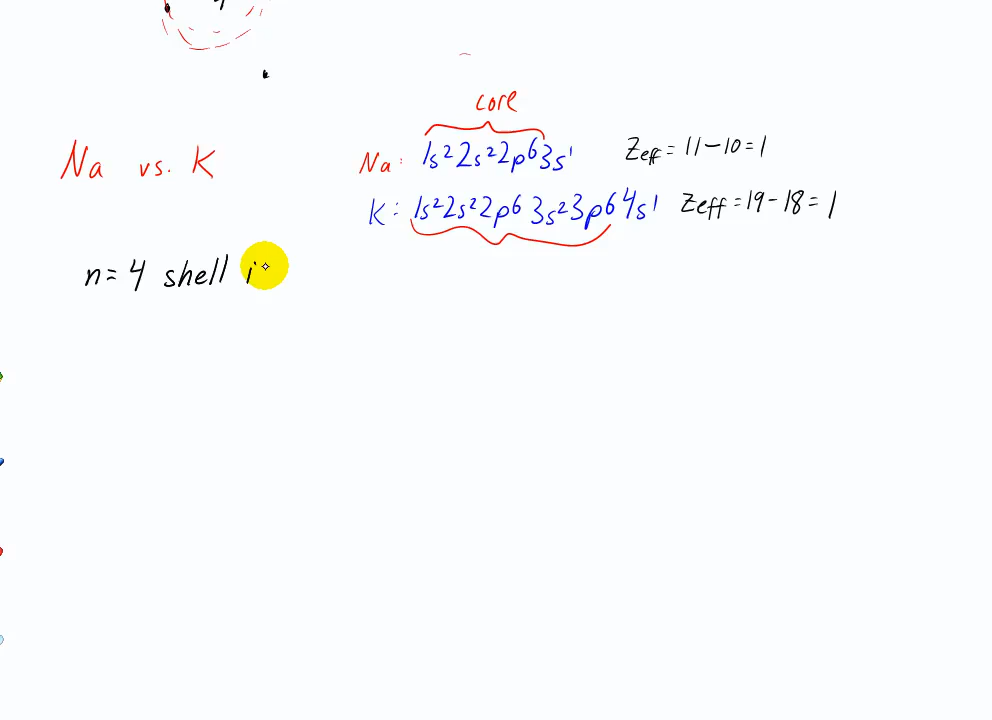 core
Na: 1s²2s²2p⁶3s¹ Zeff = 11-10=1
Na vs. K
K: 1s²2s²2p⁶3s²3p⁶4s¹ Zeff=19-18=1
n=4 shell i